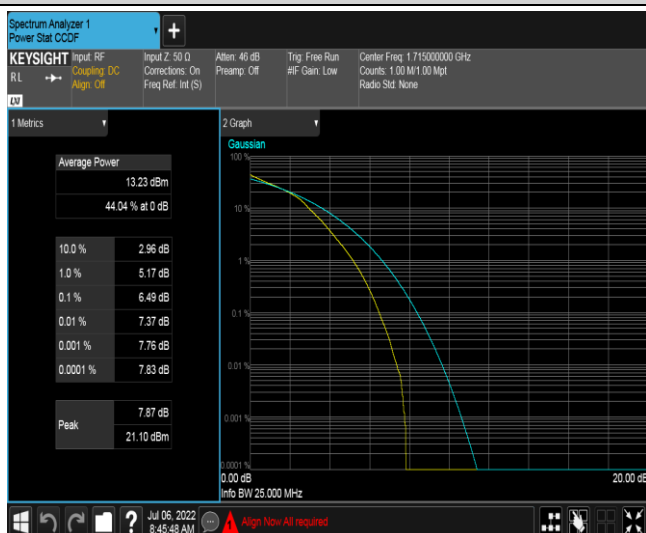 Spectrum Analyzer 1
Power Stat CCDF
+
KEYSIGHT
RL
LXI
Input: RF
Coupling: DC
Align: Off
Input Z: 50 Ω
Corrections: On
Freq Ref: Int (S)
Atten: 46 dB
Preamp: Off
Trig: Free Run
#IF Gain: Low
Center Freq: 1.715000000 GHz
Counts: 1.00 M/1.00 Mpt
Radio Std: None
1 Metrics
Average Power
13.23 dBm
44.04 % at 0 dB
10.0 % 2.96 dB
1.0 % 5.17 dB
0.1 % 6.49 dB
0.01 % 7.37 dB
0.001 % 7.76 dB
0.0001 % 7.83 dB
Peak
7.87 dB
21.10 dBm
2 Graph
Gaussian
100 %
10 %
1 %
0.1 %
0.01 %
0.001 %
0.0001 %
0.00 dB 20.00 dB
Info BW 25.000 MHz
?
Jul 06, 2022
8:45:48 AM
Align Now All required